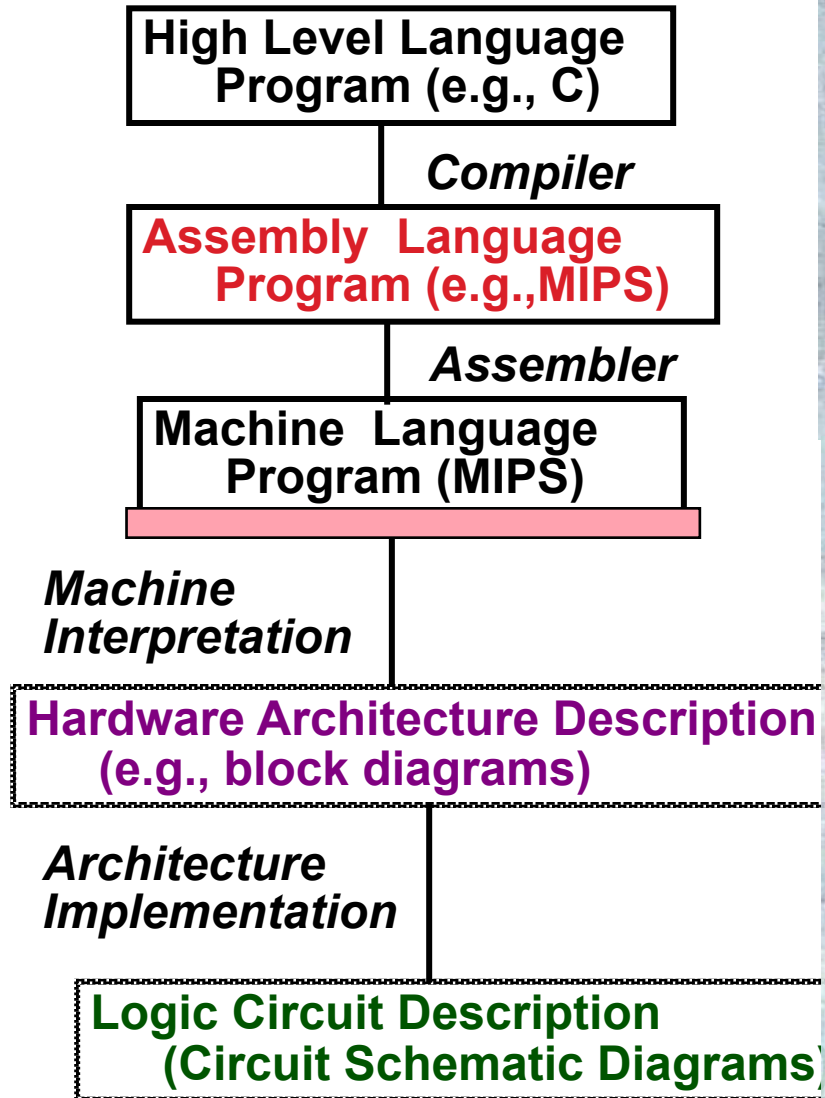 High Level Language
Program (e.g., C)
Compiler
Assembly Language
Program (e.g.,MIPS)
Assembler
Machine Language
Program (MIPS)
Machine
Interpretation
Hardware Architecture Description
(e.g., block diagrams)
Architecture
Implementation
Logic Circuit Description
(Circuit Schematic Diagrams)